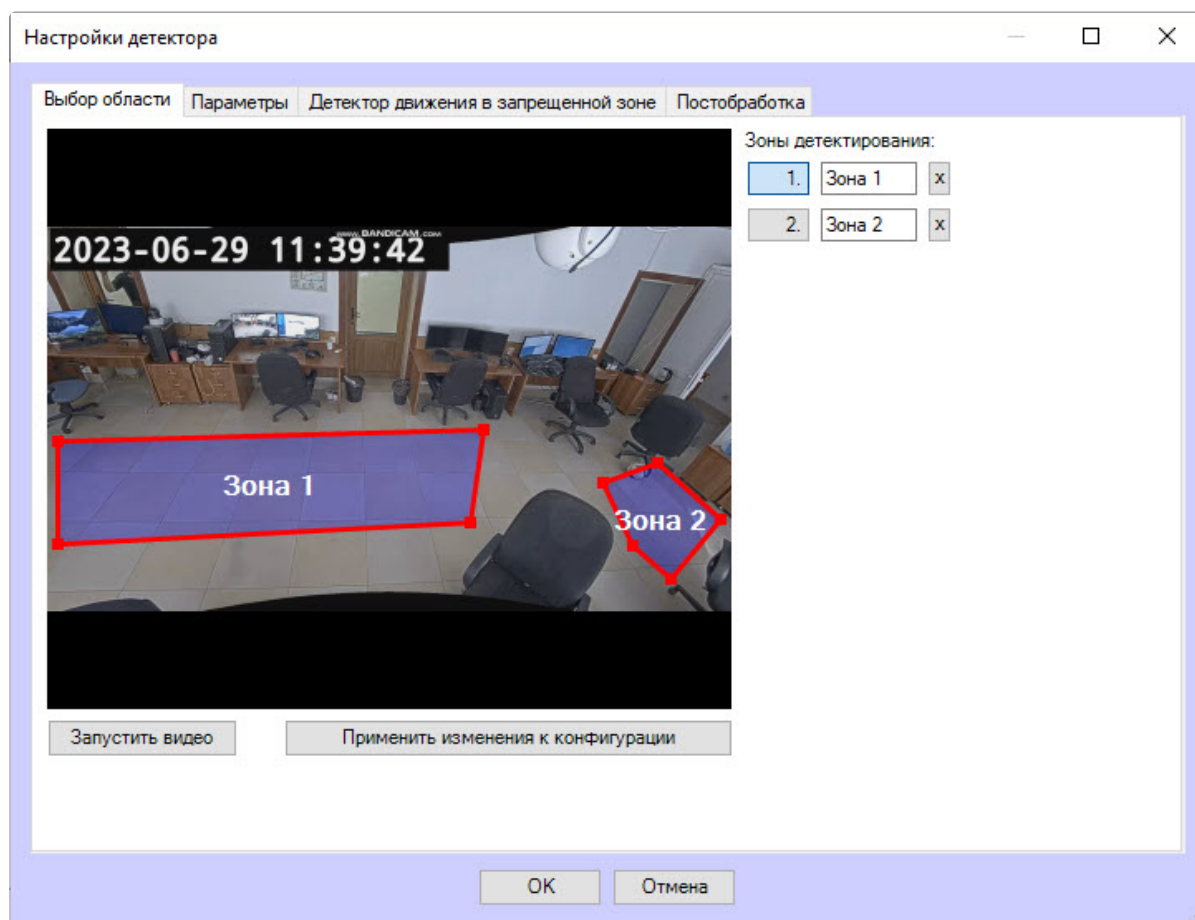 Настройки детектора
Выбор области Параметры Детектор движения в запрещенной зоне Постобработка
Зоны детектирования:
1. Зона 1 x
2. Зона 2 x
www.BANDICAM.com
2023-06-29 11:39:42
Зона 1
Зона 2
Запустить видео Применить изменения к конфигурации
OK Отмена